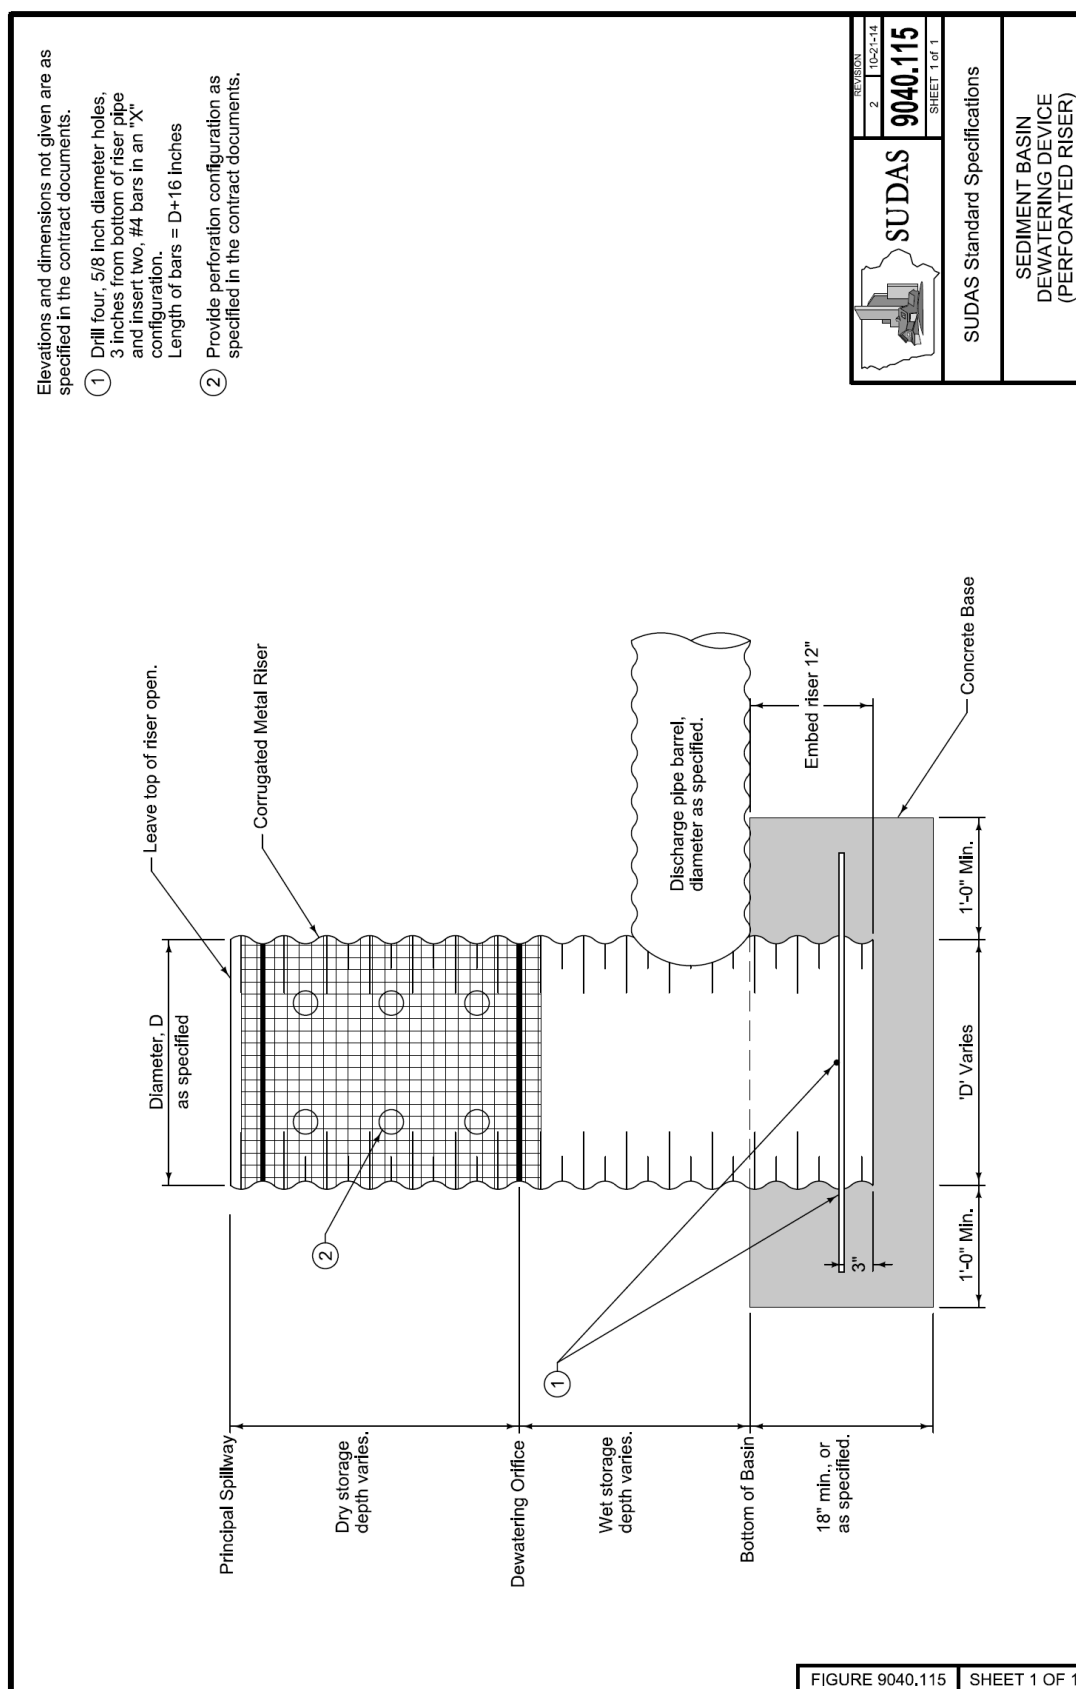 Elevations and dimensions not given are as
specified in the contract documents.
1 Drill four, 5/8 inch diameter holes,
3 inches from bottom of riser pipe
and insert two, #4 bars in an "X"
configuration.
Length of bars = D+16 inches
2 Provide perforation configuration as
specified in the contract documents.
Leave top of riser open.
Corrugated Metal Riser
Diameter, D
as specified
2
Discharge pipe barrel,
diameter as specified.
Embed riser 12"
Concrete Base
1
3"
1'-0" Min.
'D' Varies
1'-0" Min.
Principal Spillway
Dry storage
depth varies.
Dewatering Orifice
Wet storage
depth varies.
Bottom of Basin
18" min., or
as specified.
SUDAS
REVISION
2 10-21-14
9040.115
SHEET 1 of 1
SUDAS Standard Specifications
SEDIMENT BASIN
DEWATERING DEVICE
(PERFORATED RISER)
FIGURE 9040.115 SHEET 1 OF 1